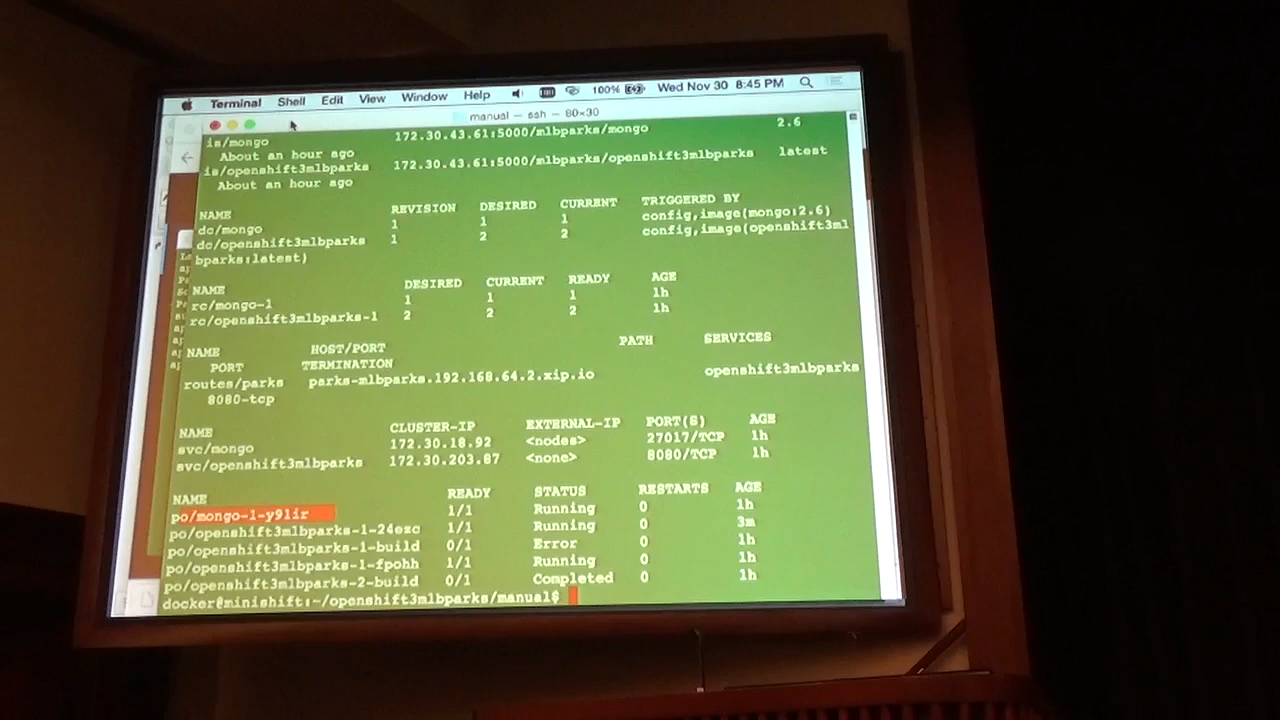 Terminal Shell Edit View Window Help 100% Wed Nov 30 8:45 PM
manual — ssh — 80×30
is/mongo 172.30.43.61:5000/mlbparks/mongo 2.6
About an hour ago
is/openshift3mlbparks 172.30.43.61:5000/mlbparks/openshift3mlbparks latest
About an hour ago
NAME REVISION DESIRED CURRENT TRIGGERED BY
dc/mongo 1 1 1 config,image(mongo:2.6)
dc/openshift3mlbparks 1 2 2 config,image(openshift3ml
bparks:latest)
NAME DESIRED CURRENT READY AGE
rc/mongo-1 1 1 1 1h
rc/openshift3mlbparks-1 2 2 2 1h
NAME HOST/PORT PATH SERVICES
PORT TERMINATION
routes/parks parks-mlbparks.192.168.64.2.xip.io openshift3mlbparks
8080-tcp
NAME CLUSTER-IP EXTERNAL-IP PORT(S) AGE
svc/mongo 172.30.18.92 <nodes> 27017/TCP 1h
svc/openshift3mlbparks 172.30.203.87 <none> 8080/TCP 1h
NAME READY STATUS RESTARTS AGE
po/mongo-1-y9lir 1/1 Running 0 1h
po/openshift3mlbparks-1-24ezc 1/1 Running 0 3m
po/openshift3mlbparks-1-build 0/1 Error 0 1h
po/openshift3mlbparks-1-fpohh 1/1 Running 0 1h
po/openshift3mlbparks-2-build 0/1 Completed 0 1h
docker@minishift:~/openshift3mlbparks/manual$